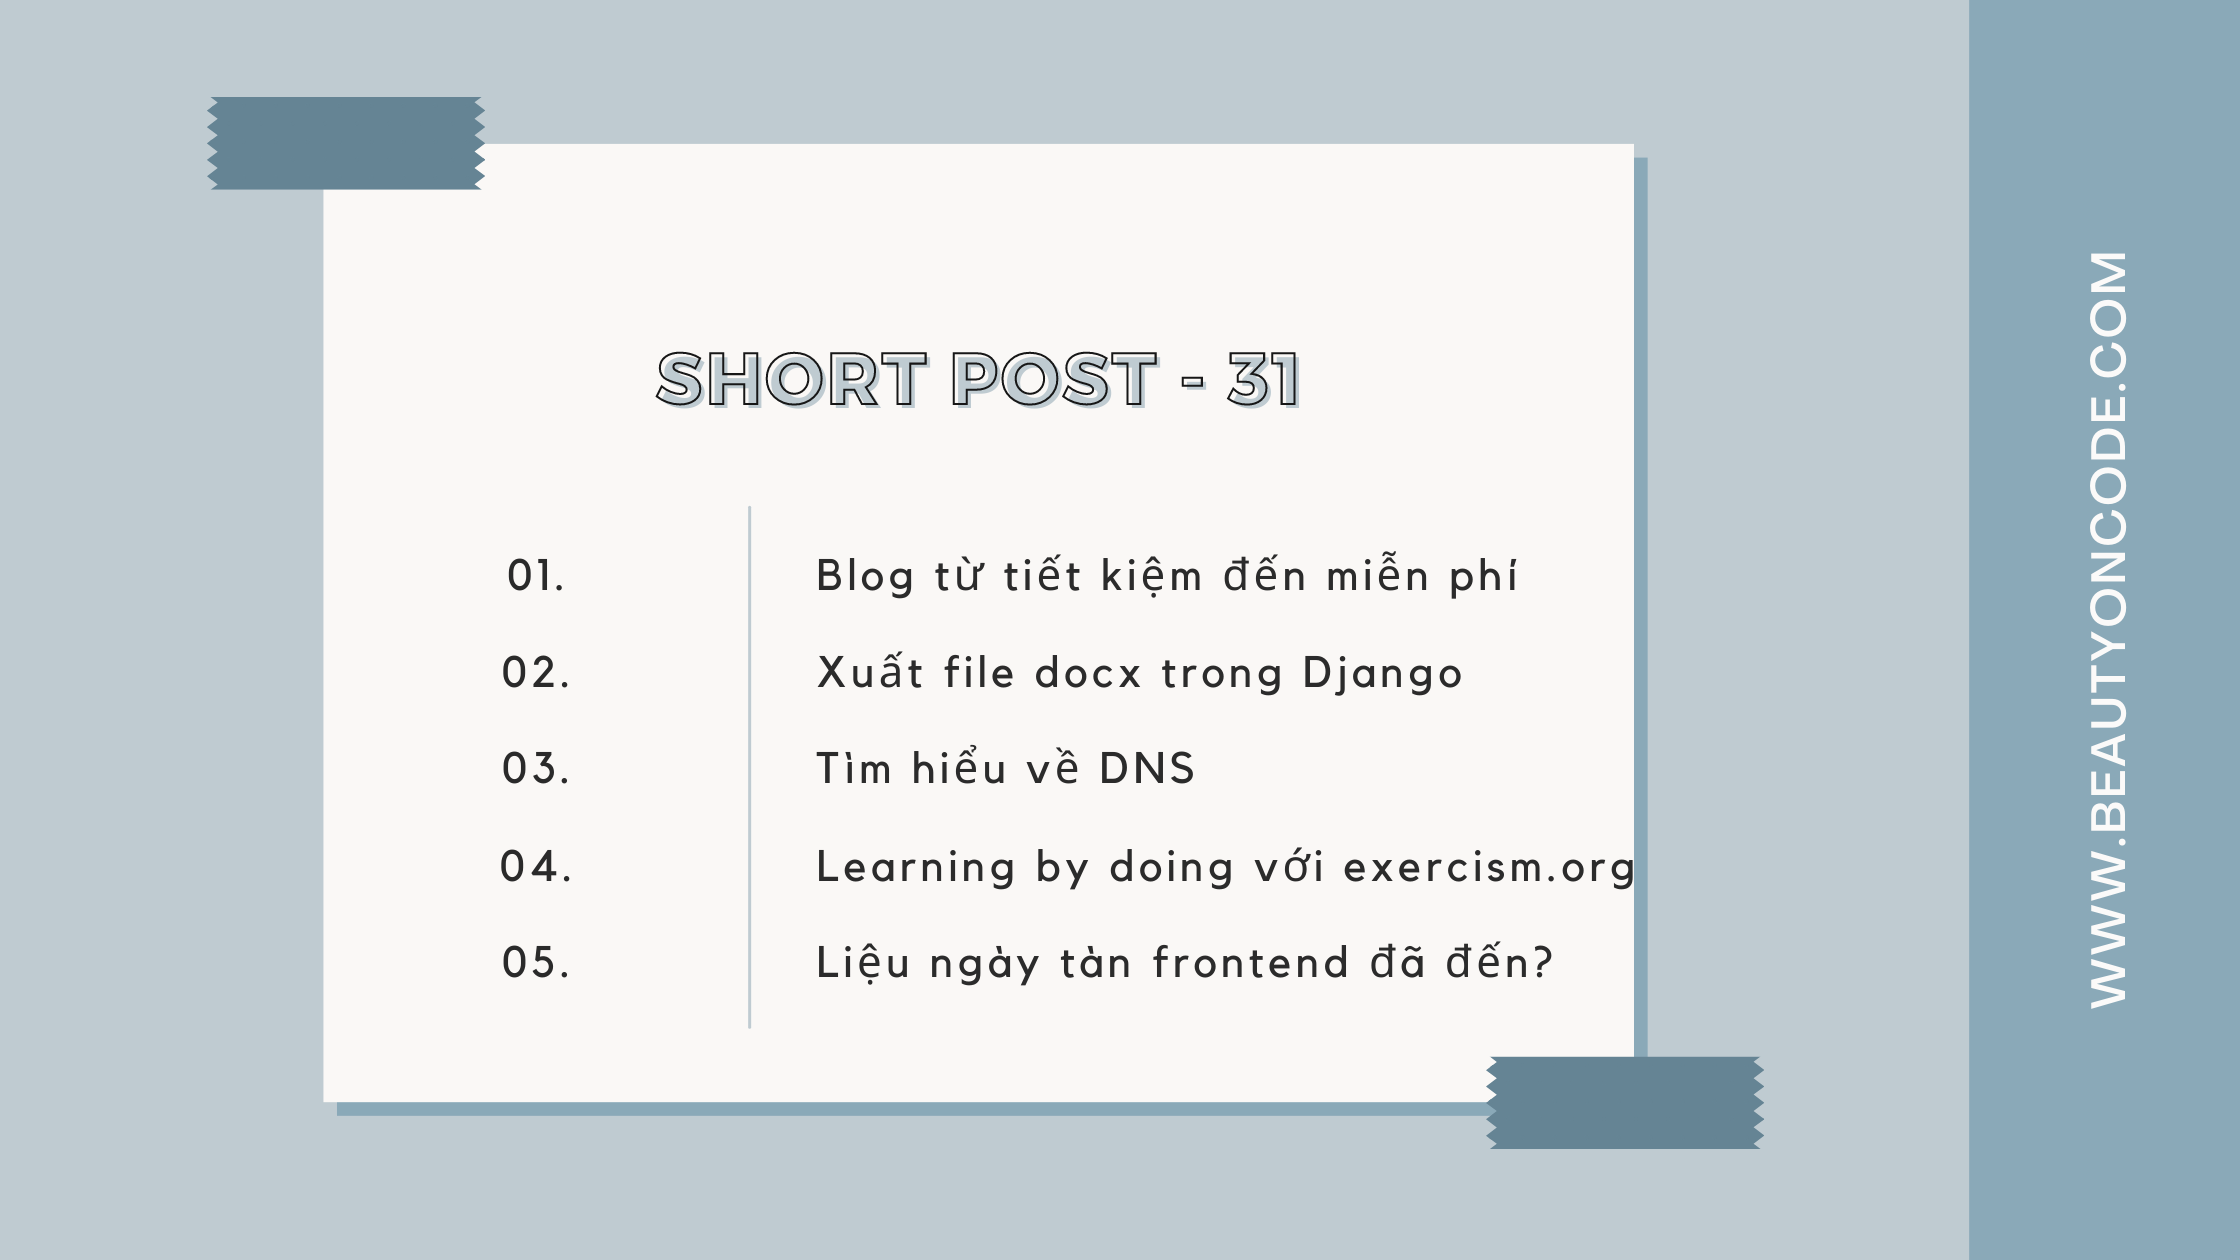 SHORT POST - 31
01. Blog từ tiết kiệm đến miễn phí
02. Xuất file docx trong Django
03. Tìm hiểu về DNS
04. Learning by doing với exercism.org
05. Liệu ngày tàn frontend đã đến?
WWW.BEAUTYONCODE.COM